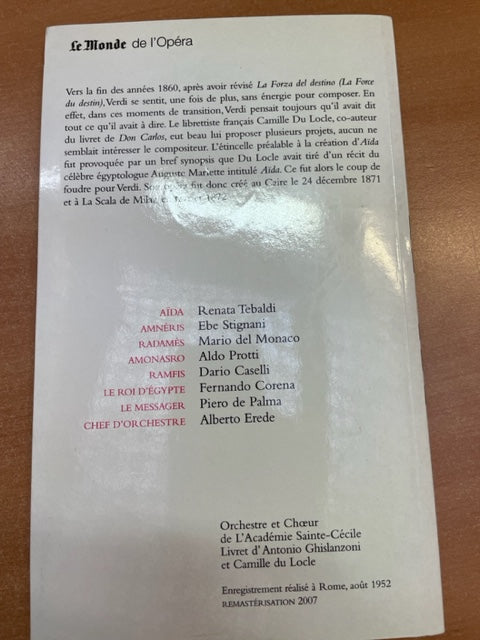 Le Monde de l'Opéra
Vers la fin des années 1860, après avoir révisé La Forza del destino (La Force
du destin), Verdi se sentit, une fois de plus, sans énergie pour composer. En
effet, dans ces moments de transition, Verdi pensait toujours qu'il avait dit
tout ce qu'il avait à dire. Le librettiste français Camille Du Locle, co-auteur
du livret de Don Carlos, eut beau lui proposer plusieurs projets, aucun ne
semblait intéresser le compositeur. L'étincelle préalable à la création d'Aïda
fut provoquée par un bref synopsis que Du Locle avait tiré d'un récit du
célèbre égyptologue Auguste Mariette intitulé Aïda. Ce fut alors le coup de
foudre pour Verdi. Son fut donc créé au Caire le 24 décembre 1871
et à La Scala de Milan 1872
AÏDA Renata Tebaldi
AMNÉRIS Ebe Stignani
RADAMÈS Mario del Monaco
AMONASRO Aldo Protti
RAMFIS Dario Caselli
LE ROI D'ÉGYPTE Fernando Corena
LE MESSAGER Piero de Palma
CHEF D'ORCHESTRE Alberto Erede
Orchestre et Chœur
de L'Académie Sainte-Cécile
Livret d'Antonio Ghislanzoni
et Camille du Locle
Enregistrement réalisé à Rome, août 1952
REMASTÉRISATION 2007